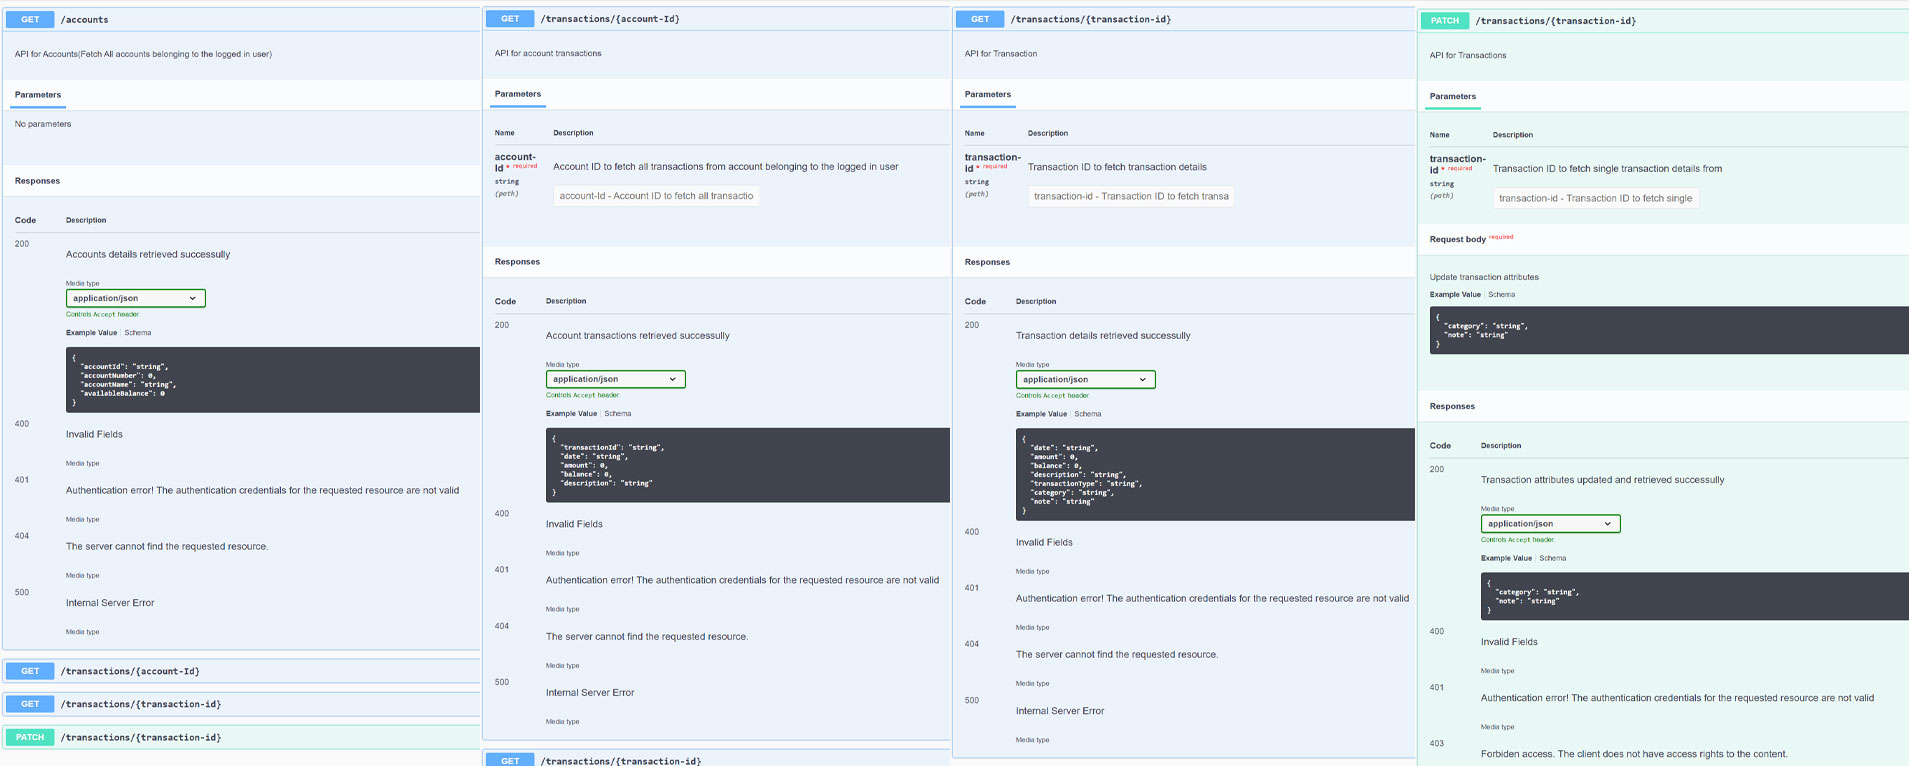 GET /accounts
API for Accounts(Fetch All accounts belonging to the logged in user)
Parameters
No parameters
Responses
Code Description
200
Accounts details retrieved successully
Media type
application/json
Controls Accept header.
Example Value Schema
{
"accountId": "string",
"accountNumber": 0,
"accountName": "string",
"availableBalance": 0
}
400
Invalid Fields
Media type
401
Authentication error! The authentication credentials for the requested resource are not valid
Media type
404
The server cannot find the requested resource.
Media type
500
Internal Server Error
Media type
GET /transactions/{account-Id}
GET /transactions/{transaction-id}
PATCH /transactions/{transaction-id}
GET /transactions/{account-Id}
API for account transactions
Parameters
Name Description
account-
Id * required
string
(path)
Account ID to fetch all transactions from account belonging to the logged in user
account-Id - Account ID to fetch all transactio
Responses
Code Description
200
Account transactions retrieved successfully
Media type
application/json
Controls Accept header.
Example Value Schema
{
"transactionId": "string",
"date": "string",
"amount": 0,
"balance": 0,
"description": "string"
}
400
Invalid Fields
Media type
401
Authentication error! The authentication credentials for the requested resource are not valid
Media type
404
The server cannot find the requested resource.
Media type
500
Internal Server Error
Media type
GET /transactions/{transaction-id}
GET /transactions/{transaction-id}
API for Transaction
Parameters
Name Description
transaction-
id * required
string
(path)
Transaction ID to fetch transaction details
transaction-id - Transaction ID to fetch transa
Responses
Code Description
200
Transaction details retrieved successully
Media type
application/json
Controls Accept header.
Example Value Schema
{
"date": "string",
"amount": 0,
"balance": 0,
"description": "string",
"transactionType": "string",
"category": "string",
"note": "string"
}
400
Invalid Fields
Media type
401
Authentication error! The authentication credentials for the requested resource are not valid
Media type
404
The server cannot find the requested resource.
Media type
500
Internal Server Error
Media type
PATCH /transactions/{transaction-id}
API for Transactions
Parameters
Name Description
transaction-
id * required
string
(path)
Transaction ID to fetch single transaction details from
transaction-id - Transaction ID to fetch single
Request body required
Update transaction attributes
Example Value Schema
{
"category": "string",
"note": "string"
}
Responses
Code Description
200
Transaction attributes updated and retrieved successully
Media type
application/json
Controls Accept header.
Example Value Schema
{
"category": "string",
"note": "string"
}
400
Invalid Fields
Media type
401
Authentication error! The authentication credentials for the requested resource are not valid
Media type
403
Forbiden access. The client does not have access rights to the content.